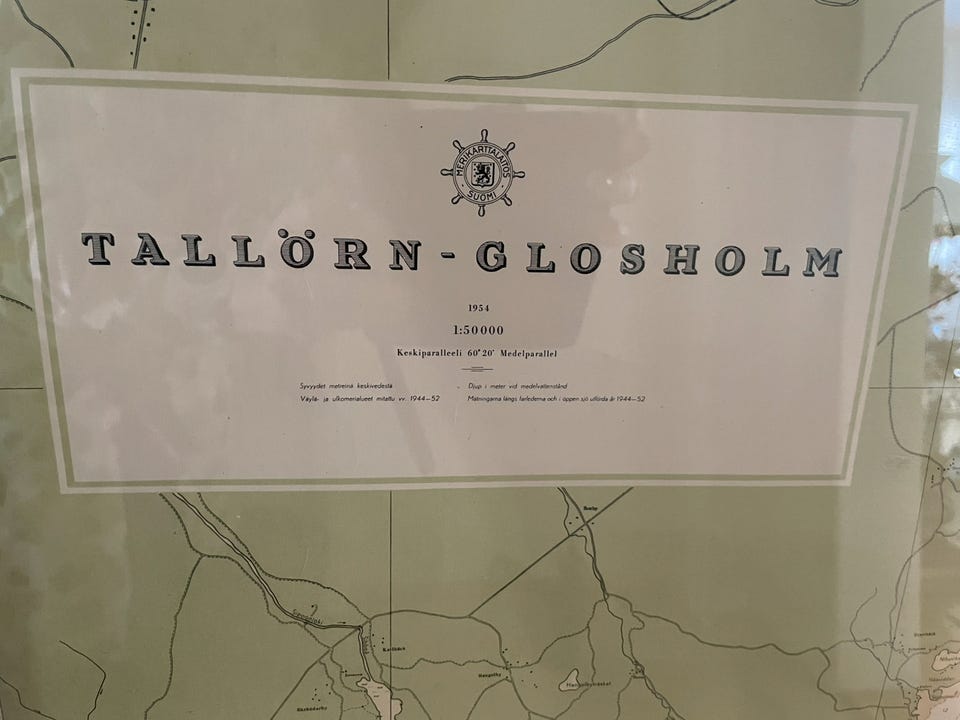 MERIKARTTALAITOS
SUOMI
TALLÖRN - GLOSHOLM
1954
1:50000
Keskiparalleeli 60°20' Medelparallel
Syvyydet metreinä keskivedestä
Väylä- ja ulkomerialueet mitattu vv. 1944—52
Djup i meter vid medelvattenstånd
Mätningarna längs farlederna och i öppen sjö utförda år 1944—52